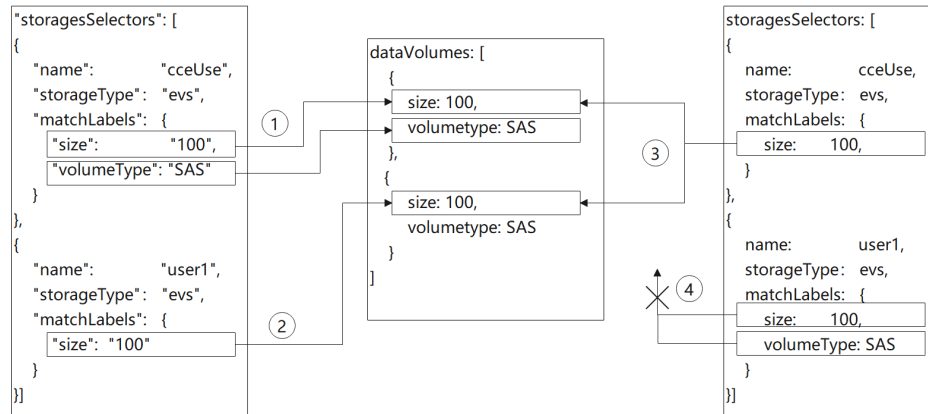 "storagesSelectors": [
{
"name": "cceUse",
"storageType": "evs",
"matchLabels": {
"size": "100",
"volumeType": "SAS"
}
},
{
"name": "user1",
"storageType": "evs",
"matchLabels": {
"size": "100"
}
}]
1
2
dataVolumes: [
{
size: 100,
volumetype: SAS
},
{
size: 100,
volumetype: SAS
}
]
3
4
storagesSelectors: [
{
name: cceUse,
storageType: evs,
matchLabels: {
size: 100,
}
},
{
name: user1,
storageType: evs,
matchLabels: {
size: 100,
volumeType: SAS
}
}]